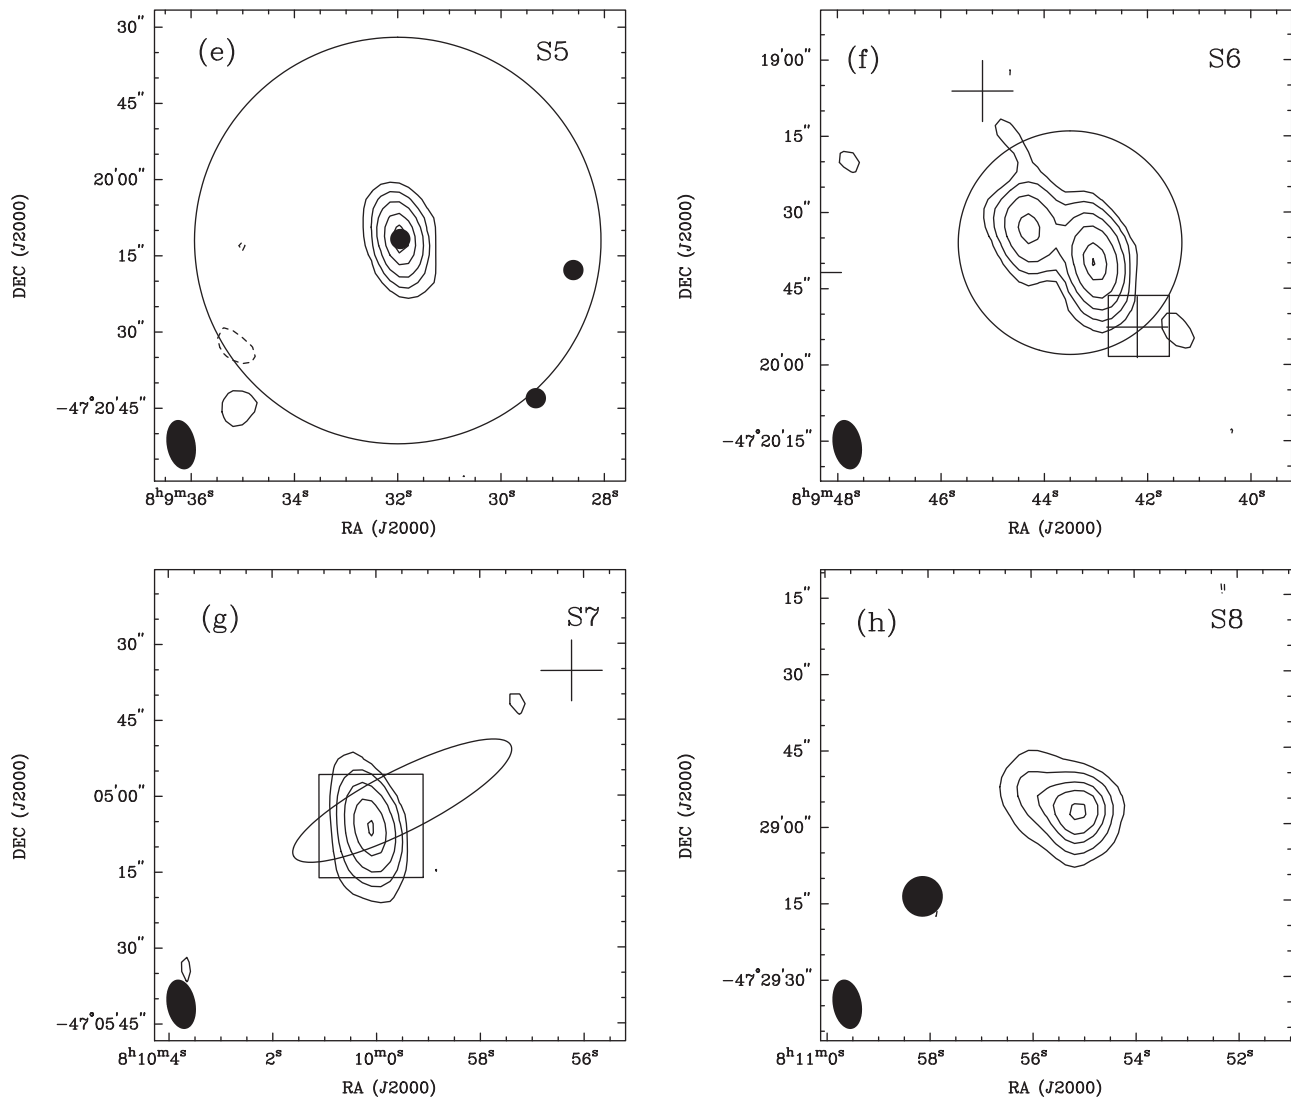 (e) S5
30"
45"
20'00"
15"
30"
−47°20'45"
8h9m36s 34s 32s 30s 28s
RA (J2000)
DEC (J2000)
(f) S6
19'00"
15"
30"
45"
20'00"
−47°20'15"
8h9m48s 46s 44s 42s 40s
RA (J2000)
DEC (J2000)
(g) S7
30"
45"
05'00"
15"
30"
−47°05'45"
8h10m4s 2s 10m0s 58s 56s
RA (J2000)
DEC (J2000)
(h) S8
15"
30"
45"
29'00"
15"
−47°29'30"
8h11m0s 58s 56s 54s 52s
RA (J2000)
DEC (J2000)